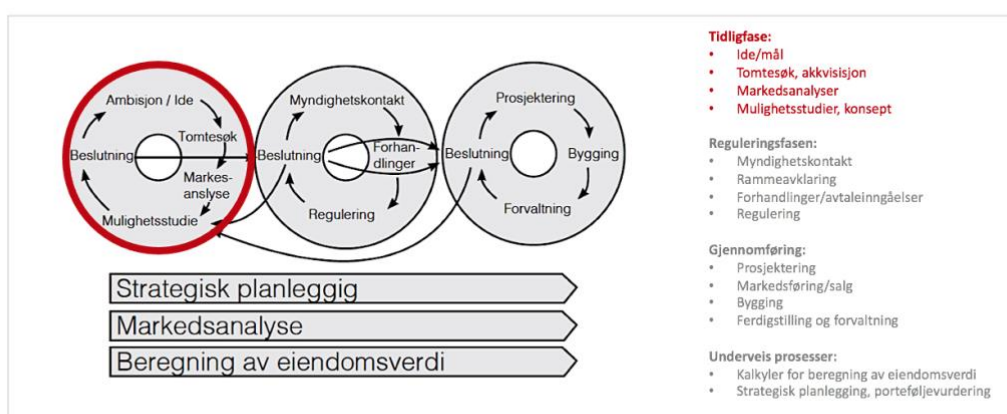 Ambisjon / Ide
Tomtesøk
Markes-
anslyse
Mulighetsstudie
Beslutning
Myndighetskontakt
Forhan-
dlinger
Regulering
Beslutning
Prosjektering
Bygging
Forvaltning
Beslutning
Strategisk planleggig
Markedsanalyse
Beregning av eiendomsverdi
Tidligfase:
• Ide/mål
• Tomtesøk, akkvisisjon
• Markedsanalyser
• Mulighetsstudier, konsept
Reguleringsfasen:
• Myndighetskontakt
• Rammeavklaring
• Forhandlinger/avtaleinngåelser
• Regulering
Gjennomføring:
• Prosjektering
• Markedsføring/salg
• Bygging
• Ferdigstilling og forvaltning
Underveis prosesser:
• Kalkyler for beregning av eiendomsverdi
• Strategisk planlegging, porteføljevurdering